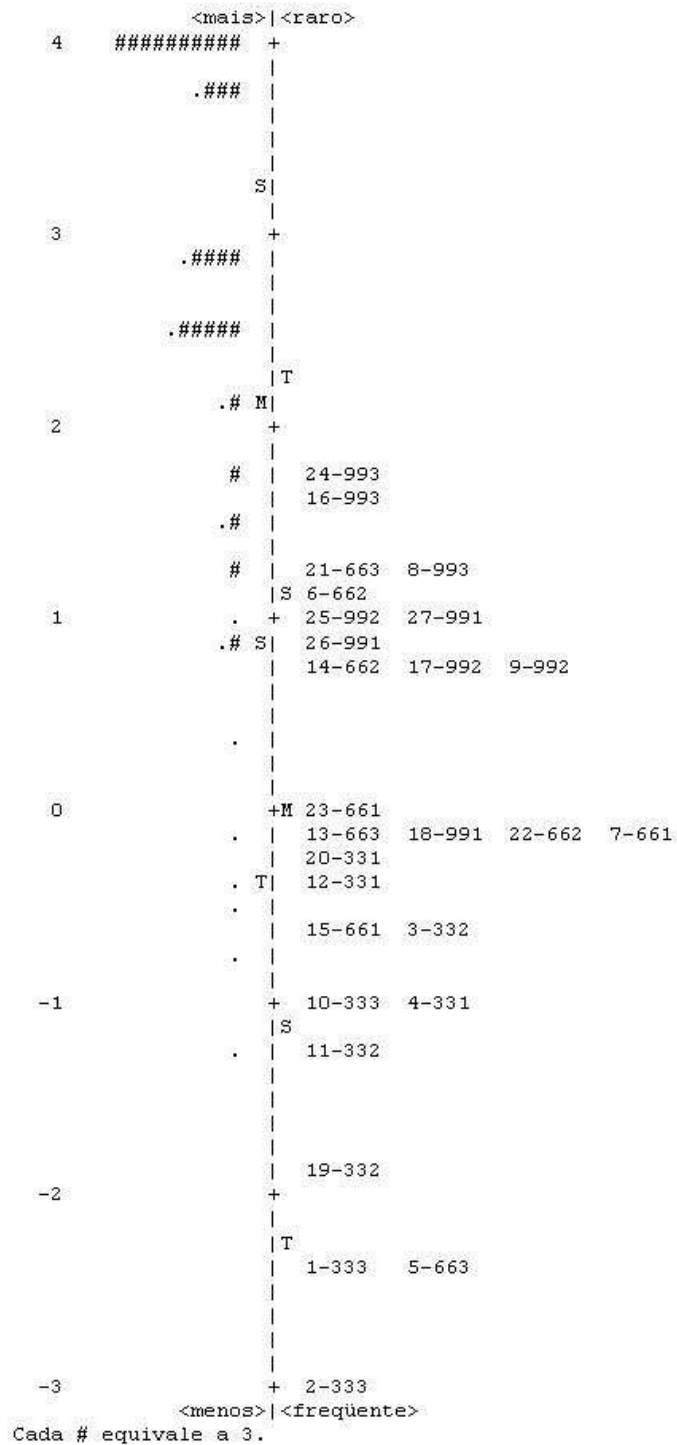 <mais>|<raro>
4 ########## +
|
.### |
|
|
|
S|
|
3 +
.#### |
|
|
.##### |
|
|T
.# M|
2 +
|
# | 24-993
| 16-993
.# |
|
# | 21-663 8-993
|S 6-662
1 . + 25-992 27-991
.# S| 26-991
| 14-662 17-992 9-992
|
|
. |
|
|
0 +M 23-661
. | 13-663 18-991 22-662 7-661
| 20-331
. T| 12-331
. |
| 15-661 3-332
. |
|
-1 + 10-333 4-331
|S
. | 11-332
|
|
|
|
| 19-332
-2 +
|
|T
| 1-333 5-663
|
|
|
|
-3 + 2-333
<menos>|<freqüente>
Cada # equivale a 3.